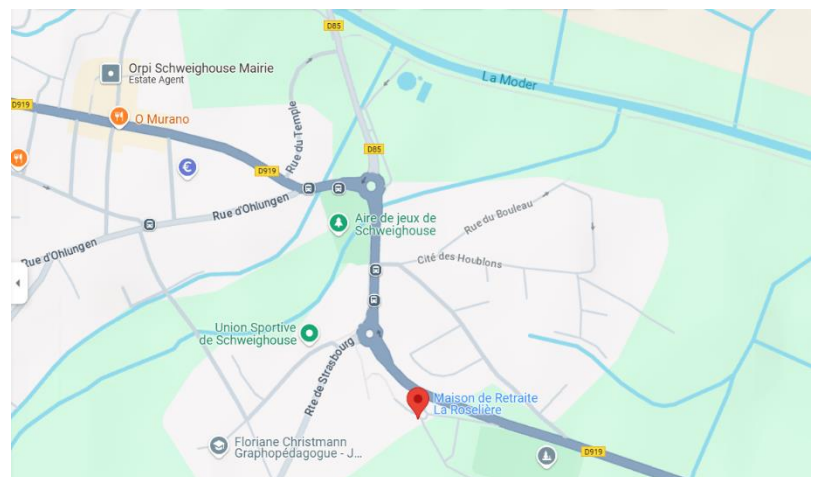 D85
Orpi Schweighouse Mairie
Estate Agent
La Moder
D919
O Murano
Rue du Temple
D85
€
D919
Rue d'Ohlungen
Aire de jeux de
Schweighouse
Rue du Bouleau
Rue d'Ohlungen
Cité des Houblons
Union Sportive
de Schweighouse
Rte de Strasbourg
Maison de Retraite
La Roselière
Floriane Christmann
Graphopédagogue - J...
D919